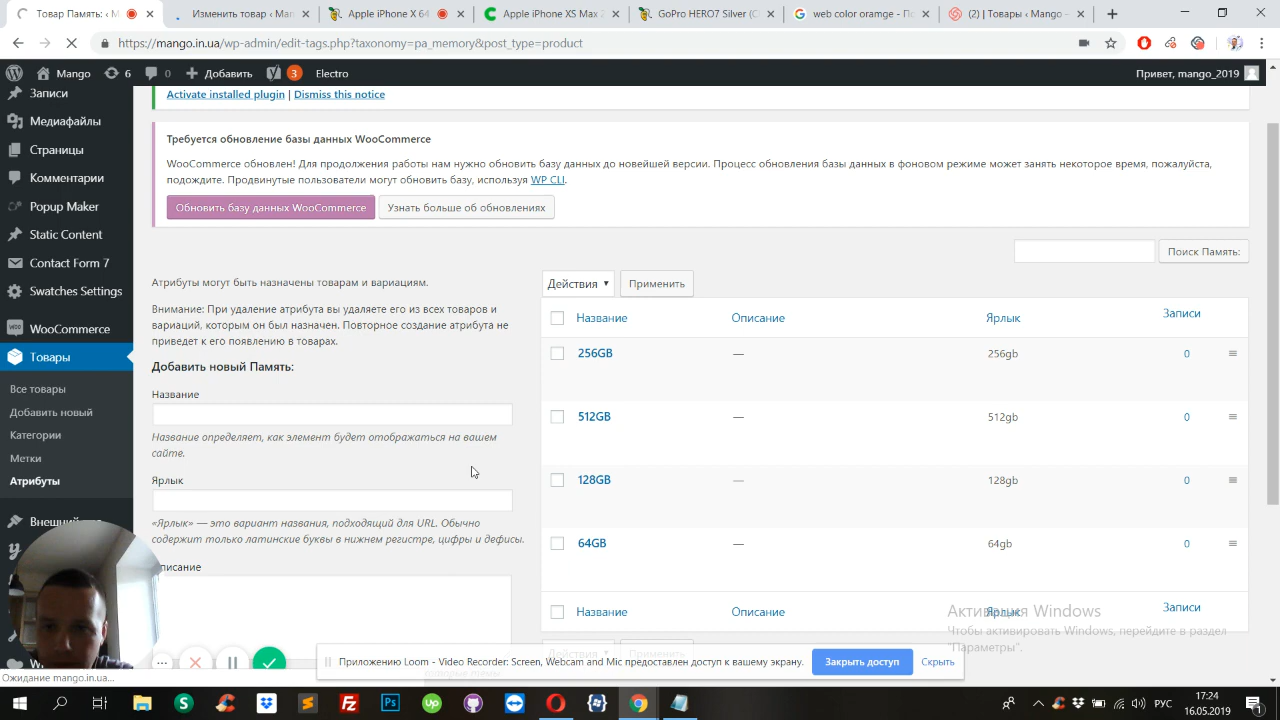 Товар Память:
Изменить товар ‹ Ман
Apple iPhone X 64
Apple iPhone XS Max 2
GoPro HERO7 Silver (C
web color orange - По
(2) | Товары ‹ Mango –
https://mango.in.ua/wp-admin/edit-tags.php?taxonomy=pa_memory&post_type=product
Mango
6
0
Добавить
3
Electro
Привет, mango_2019
Записи
Медиафайлы
Страницы
Комментарии
Popup Maker
Static Content
Contact Form 7
Swatches Settings
WooCommerce
Товары
Все товары
Добавить новый
Категории
Метки
Атрибуты
Activate installed plugin | Dismiss this notice
Требуется обновление базы данных WooCommerce
WooCommerce обновлен! Для продолжения работы нам нужно обновить базу данных до новейшей версии. Процесс обновления базы данных в фоновом режиме может занять некоторое время, пожалуйста,
подождите. Продвинутые пользователи могут обновить базу, используя WP CLI.
Обновить базу данных WooCommerce
Узнать больше об обновлениях
Поиск Память:
Атрибуты могут быть назначены товарам и вариациям.
Внимание: При удаление атрибута вы удаляете его из всех товаров и
вариаций, которым он был назначен. Повторное создание атрибута не
приведет к его появлению в товарах.
Добавить новый Память:
Название
Название определяет, как элемент будет отображаться на вашем
сайте.
Ярлык
«Ярлык» — это вариант названия, подходящий для URL. Обычно
содержит только латинские буквы в нижнем регистре, цифры и дефисы.
Действия
Применить
Название Описание Ярлык Записи
256GB — 256gb 0
512GB — 512gb 0
128GB — 128gb 0
64GB — 64gb 0
Название Описание Ярлык Записи
Действия
Применить
Активация Windows
Чтобы активировать Windows, перейдите в раздел
"Параметры".
Приложению Loom - Video Recorder: Screen, Webcam and Mic предоставлен доступ к вашему экрану.
Закрыть доступ
Скрыть
Ожидание mango.in.ua...
РУС
17:24
16.05.2019